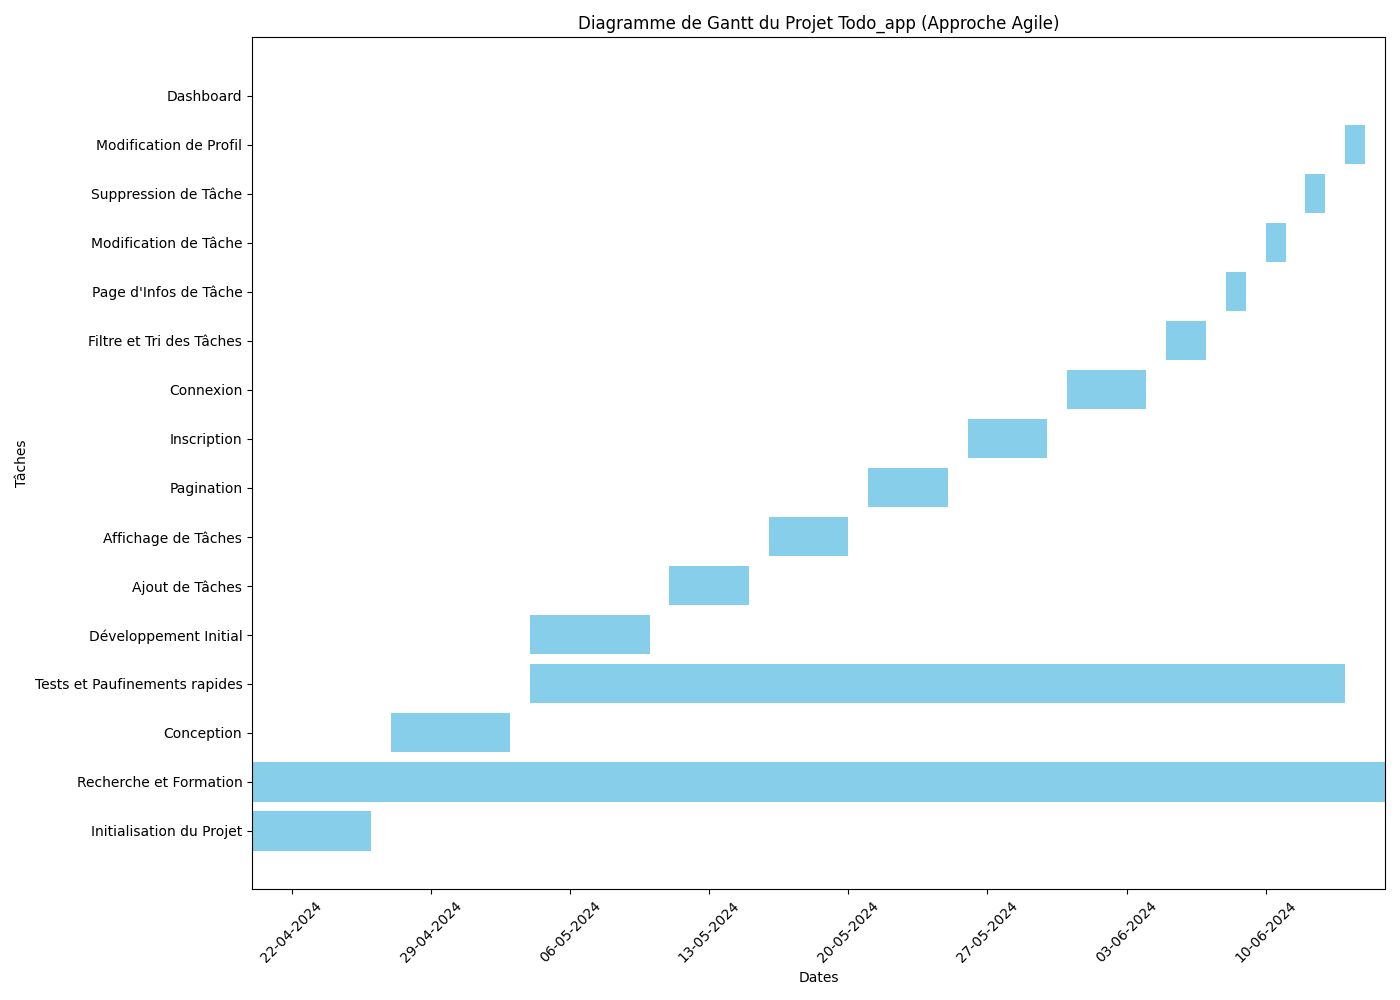 Diagramme de Gantt du Projet Todo_app (Approche Agile)
Tâches
Dashboard
Modification de Profil
Suppression de Tâche
Modification de Tâche
Page d'Infos de Tâche
Filtre et Tri des Tâches
Connexion
Inscription
Pagination
Affichage de Tâches
Ajout de Tâches
Développement Initial
Tests et Paufinements rapides
Conception
Recherche et Formation
Initialisation du Projet
22-04-2024
29-04-2024
06-05-2024
13-05-2024
20-05-2024
27-05-2024
03-06-2024
10-06-2024
Dates